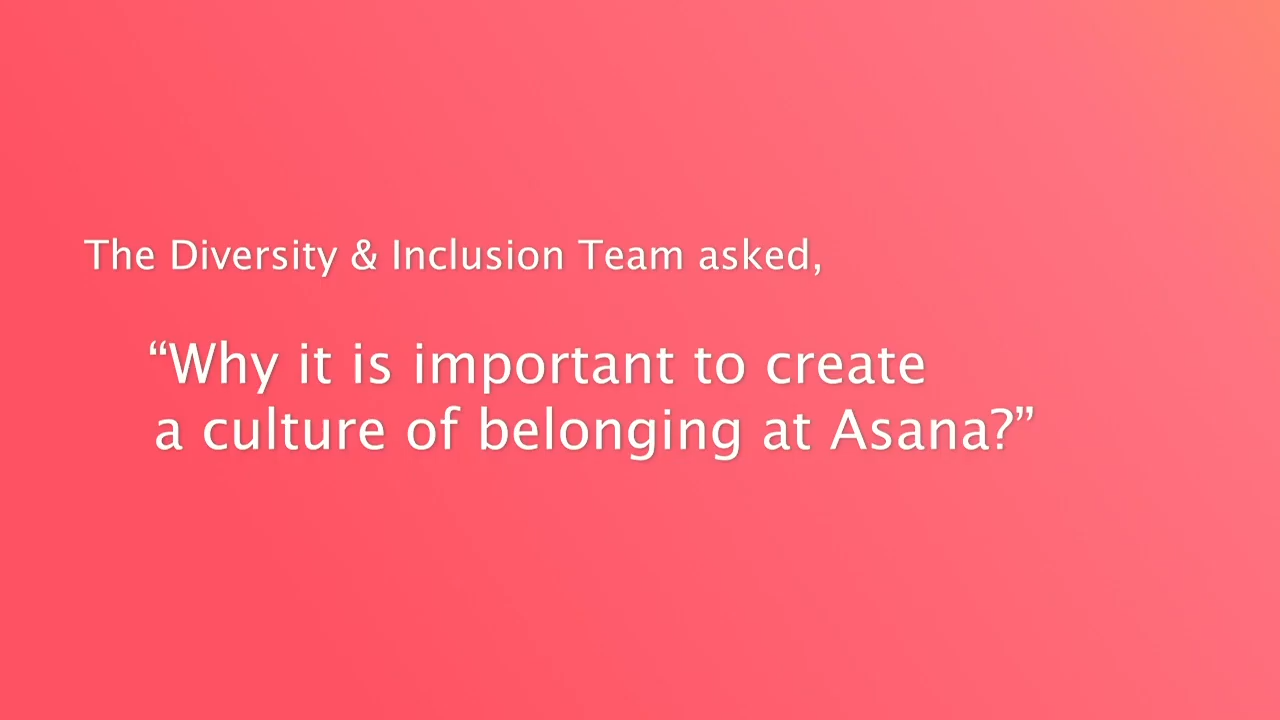 The Diversity & Inclusion Team asked,
“Why it is important to create
a culture of belonging at Asana?”